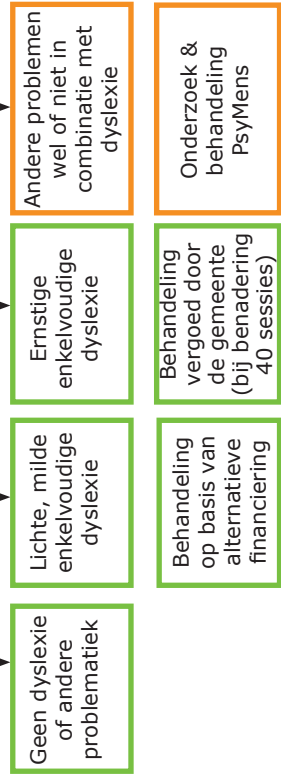 Geen dyslexie
of andere
problematiek
Lichte, milde
enkelvoudige
dyslexie
Ernstige
enkelvoudige
dyslexie
Andere problemen
wel of niet in
combinatie met
dyslexie
Behandeling
op basis van
alternatieve
financiering
Behandeling
vergoed door
de gemeente
(bij benadering
40 sessies)
Onderzoek &
behandeling
PsyMens